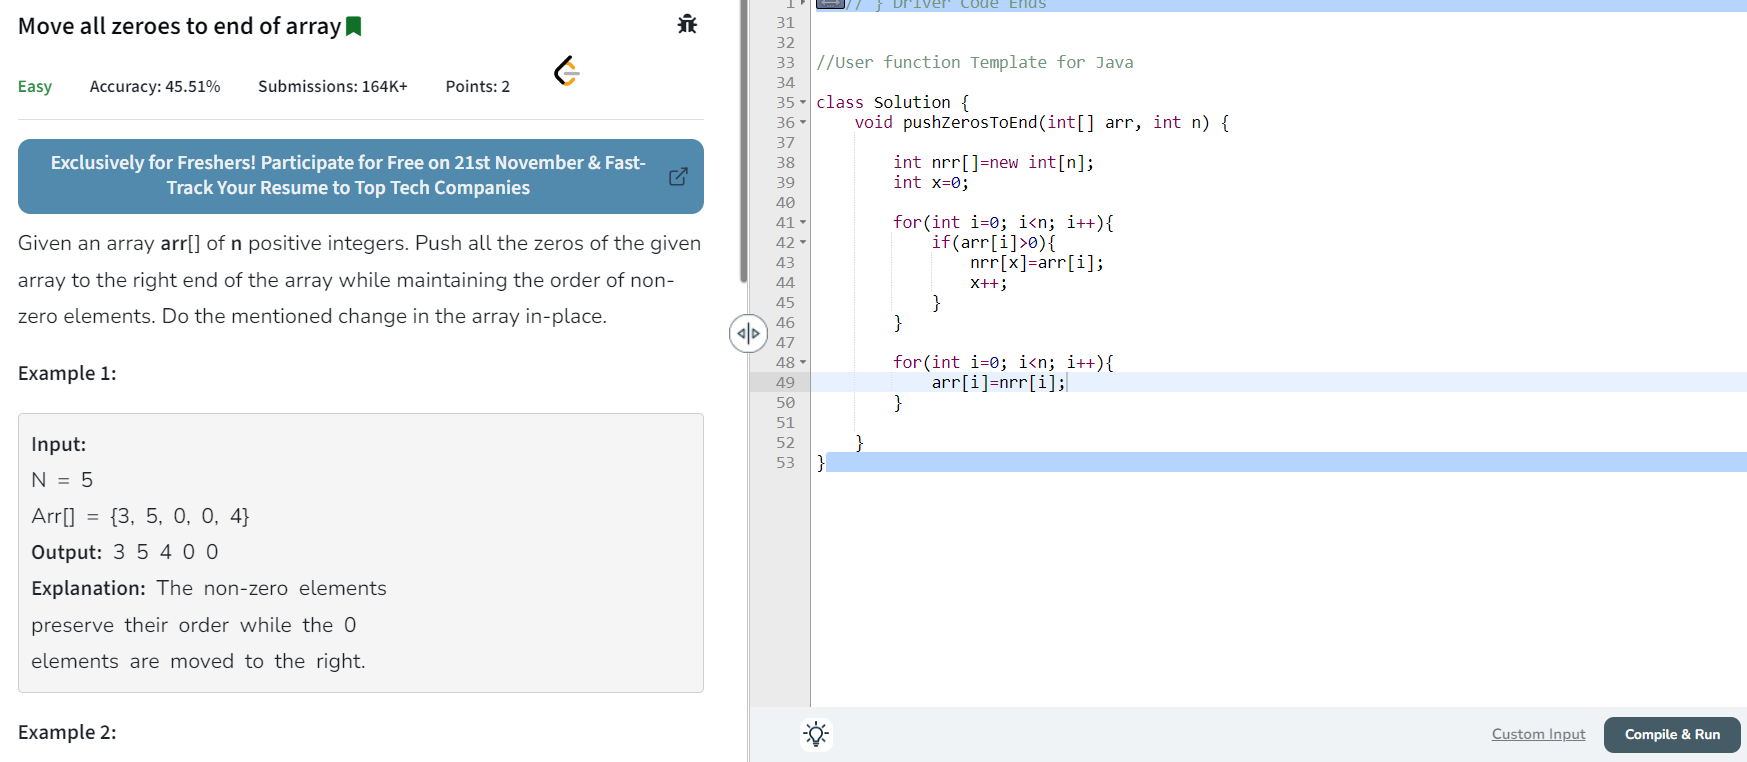 Move all zeroes to end of array
Easy Accuracy: 45.51% Submissions: 164K+ Points: 2
Exclusively for Freshers! Participate for Free on 21st November & Fast-
Track Your Resume to Top Tech Companies
Given an array arr[] of n positive integers. Push all the zeros of the given
array to the right end of the array while maintaining the order of non-
zero elements. Do the mentioned change in the array in-place.
Example 1:
Input:
N = 5
Arr[] = {3, 5, 0, 0, 4}
Output: 3 5 4 0 0
Explanation: The non-zero elements
preserve their order while the 0
elements are moved to the right.
Example 2:
1 // } Driver Code Ends
31
32
33 //User function Template for Java
34
35 class Solution {
36 void pushZerosToEnd(int[] arr, int n) {
37
38 int nrr[]=new int[n];
39 int x=0;
40
41 for(int i=0; i<n; i++){
42 if(arr[i]>0){
43 nrr[x]=arr[i];
44 x++;
45 }
46 }
47
48 for(int i=0; i<n; i++){
49 arr[i]=nrr[i];
50 }
51
52 }
53 }
Custom Input Compile & Run